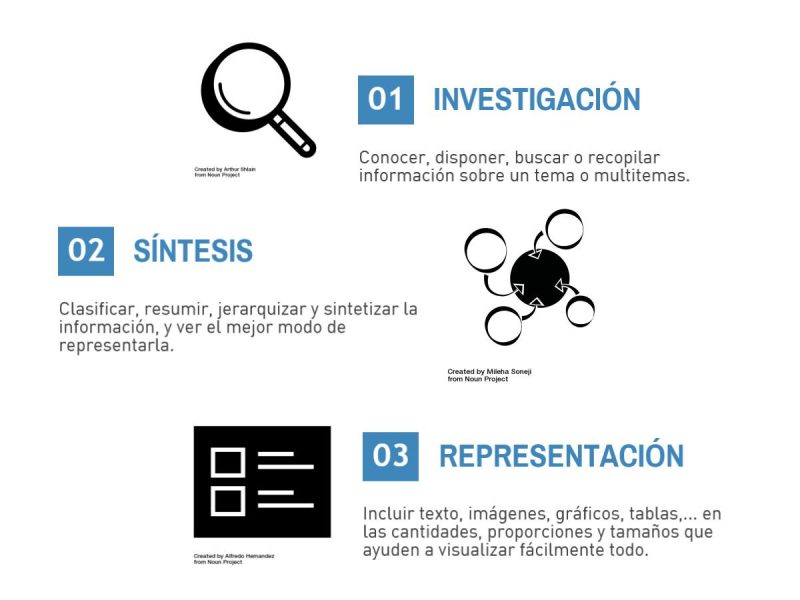 01 INVESTIGACIÓN
Created by Arthur Shlain
from Noun Project
Conocer, disponer, buscar o recopilar
información sobre un tema o multitemas.
02 SÍNTESIS
Clasificar, resumir, jerarquizar y sintetizar la
información, y ver el mejor modo de
representarla.
Created by Mileha Soneji
from Noun Project
03 REPRESENTACIÓN
Incluir texto, imágenes, gráficos, tablas,... en
las cantidades, proporciones y tamaños que
ayuden a visualizar fácilmente todo.
Created by Alfredo Hernandez
from Noun Project